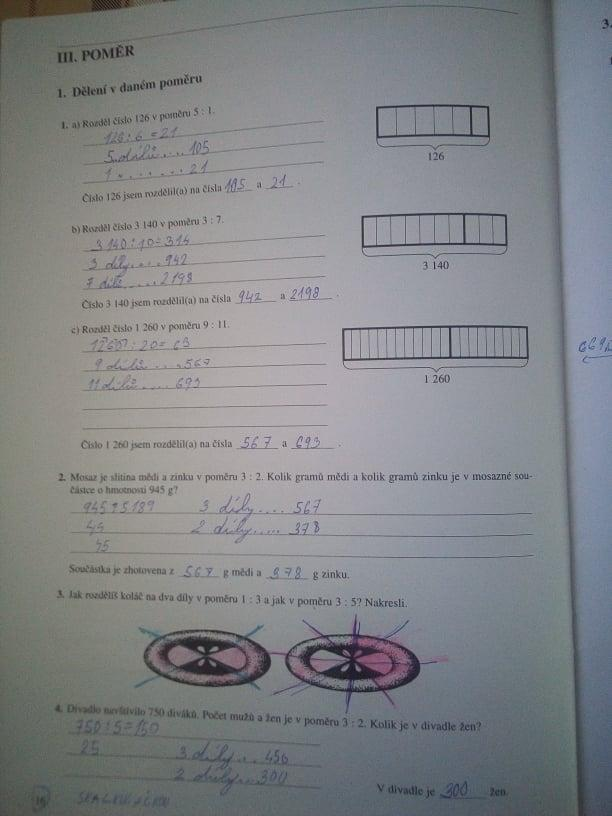 III. POMĚR
1. Dělení v daném poměru
1. a) Rozděl číslo 126 v poměru 5 : 1.
126 : 6 = 21
5 dílů .... 105
1 " ....... 21
126
Číslo 126 jsem rozdělil(a) na čísla 105 a 21 .
b) Rozděl číslo 3 140 v poměru 3 : 7.
3 140 : 10 = 314
3 díly .... 942
7 dílů ..... 2198
3 140
Číslo 3 140 jsem rozdělil(a) na čísla 942 a 2198 .
c) Rozděl číslo 1 260 v poměru 9 : 11.
1260 : 20 = 63
9 dílů .... 567
11 dílů .... 693
1 260
Číslo 1 260 jsem rozdělil(a) na čísla 567 a 693 .
2. Mosaz je slitina mědi a zinku v poměru 3 : 2. Kolik gramů mědi a kolik gramů zinku je v mosazné sou-
částce o hmotnosti 945 g?
945 : 5 = 189 3 díly .... 567
44 2 díly ..... 378
45
Součástka je zhotovena z 567 g mědi a 378 g zinku.
3. Jak rozdělíš koláč na dva díly v poměru 1 : 3 a jak v poměru 3 : 5? Nakresli.
4. Divadlo navštívilo 750 diváků. Počet mužů a žen je v poměru 3 : 2. Kolik je v divadle žen?
750 : 5 = 150
25 3 díly ... 450
2 díly ... 300
V divadle je 300 žen.
16